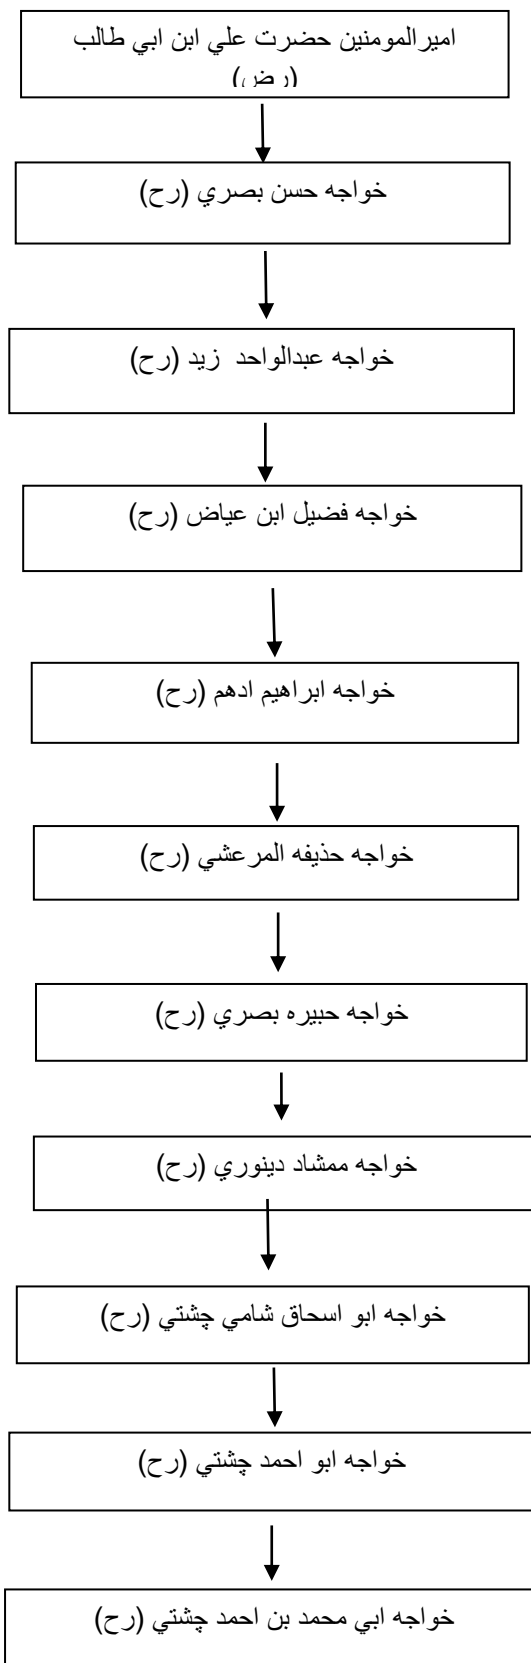 اميرالمومنين حضرت علي ابن ابي طالب
(رض)
خواجه حسن بصري (رح)
خواجه عبدالواحد زيد (رح)
خواجه فضيل ابن عياض (رح)
خواجه ابراهيم ادهم (رح)
خواجه حذيفه المرعشي (رح)
خواجه حبيره بصري (رح)
خواجه ممشاد دينوري (رح)
خواجه ابو اسحاق شامي چشتي (رح)
خواجه ابو احمد چشتي (رح)
خواجه ابي محمد بن احمد چشتي (رح)